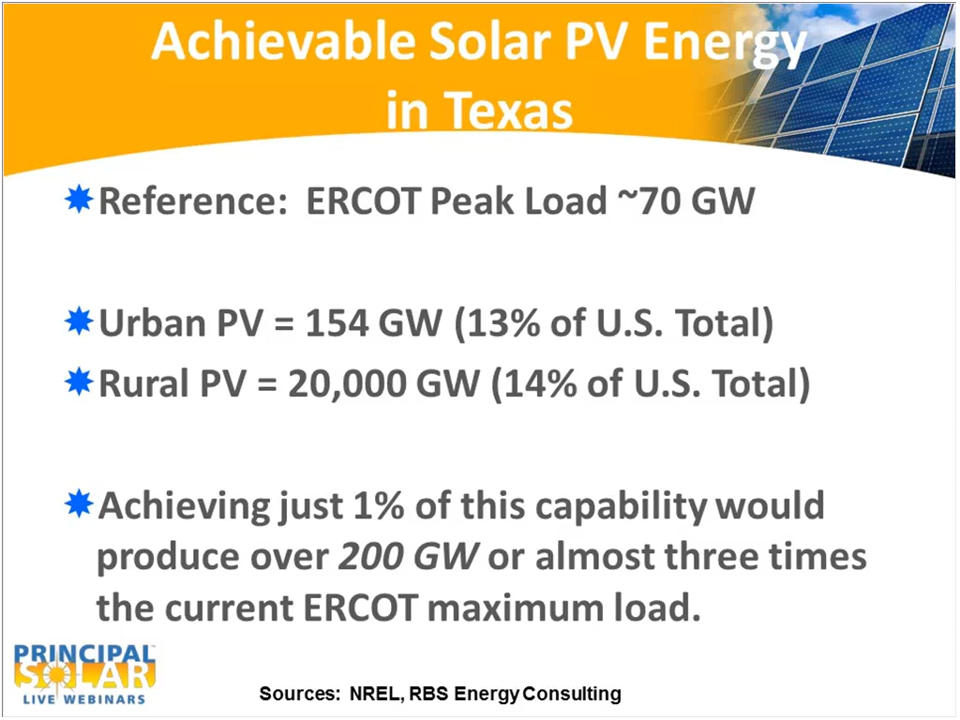 Achievable Solar PV Energy
in Texas
Reference: ERCOT Peak Load ~70 GW
Urban PV = 154 GW (13% of U.S. Total)
Rural PV = 20,000 GW (14% of U.S. Total)
Achieving just 1% of this capability would
produce over 200 GW or almost three times
the current ERCOT maximum load.
PRINCIPAL
SOLAR
LIVE WEBINARS
Sources: NREL, RBS Energy Consulting